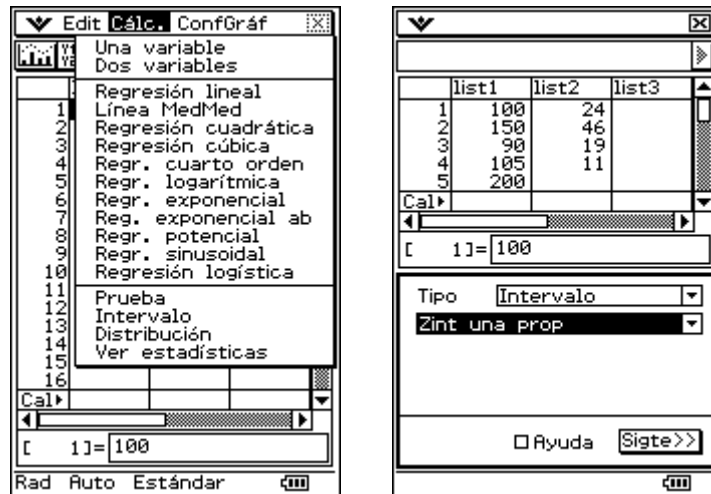 Edit Cálc. ConfGráf
Una variable
Dos variables
Regresión lineal
Línea MedMed
Regresión cuadrática
Regresión cúbica
Regr. cuarto orden
Regr. logarítmica
Regr. exponencial
Reg. exponencial ab
Regr. potencial
Regr. sinusoidal
Regresión logística
Prueba
Intervalo
Distribución
Ver estadísticas
1
2
3
4
5
6
7
8
9
10
11
12
13
14
15
16
Cal▸
[ 1]= 100
Rad Auto Estándar
list1 list2 list3
1 100 24
2 150 46
3 90 19
4 105 11
5 200
Cal▸
[ 1]= 100
Tipo Intervalo
Zint una prop
Ayuda Sigte>>